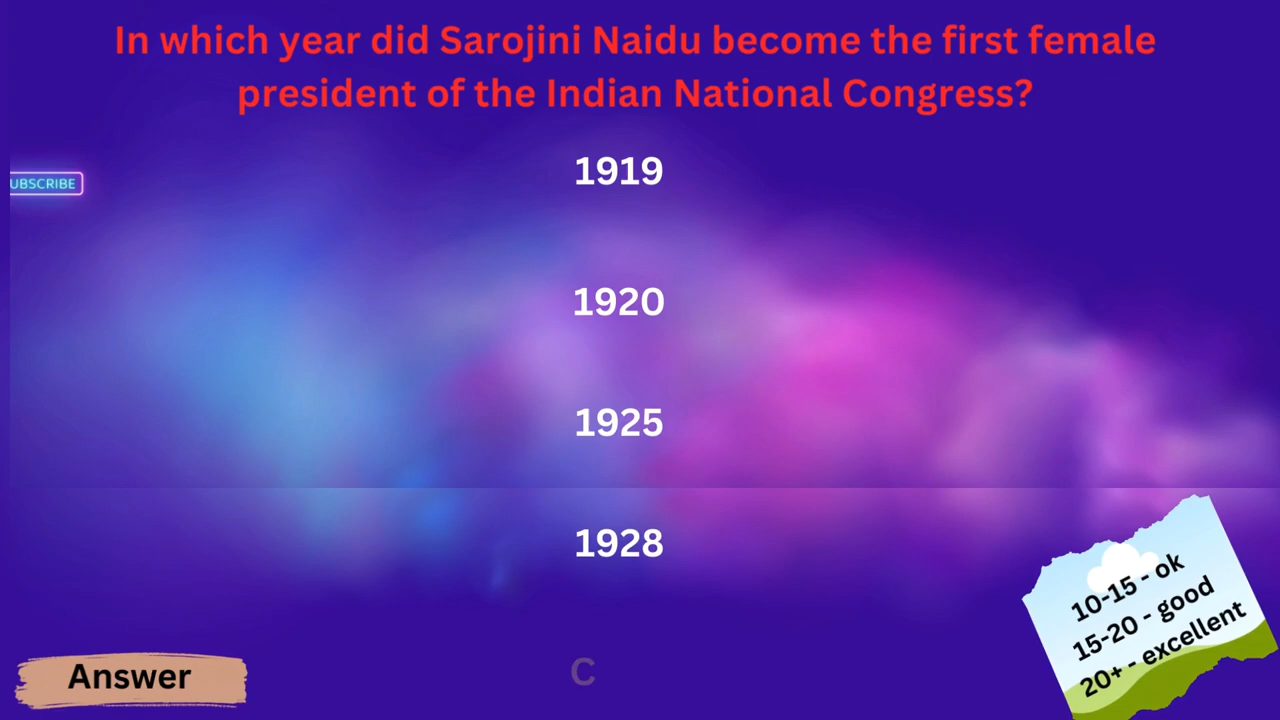 In which year did Sarojini Naidu become the first female
president of the Indian National Congress?
1919
UBSCRIBE
1920
1925
1928
10-15 - ok
15-20 - good
20+ - excellent
Answer
C